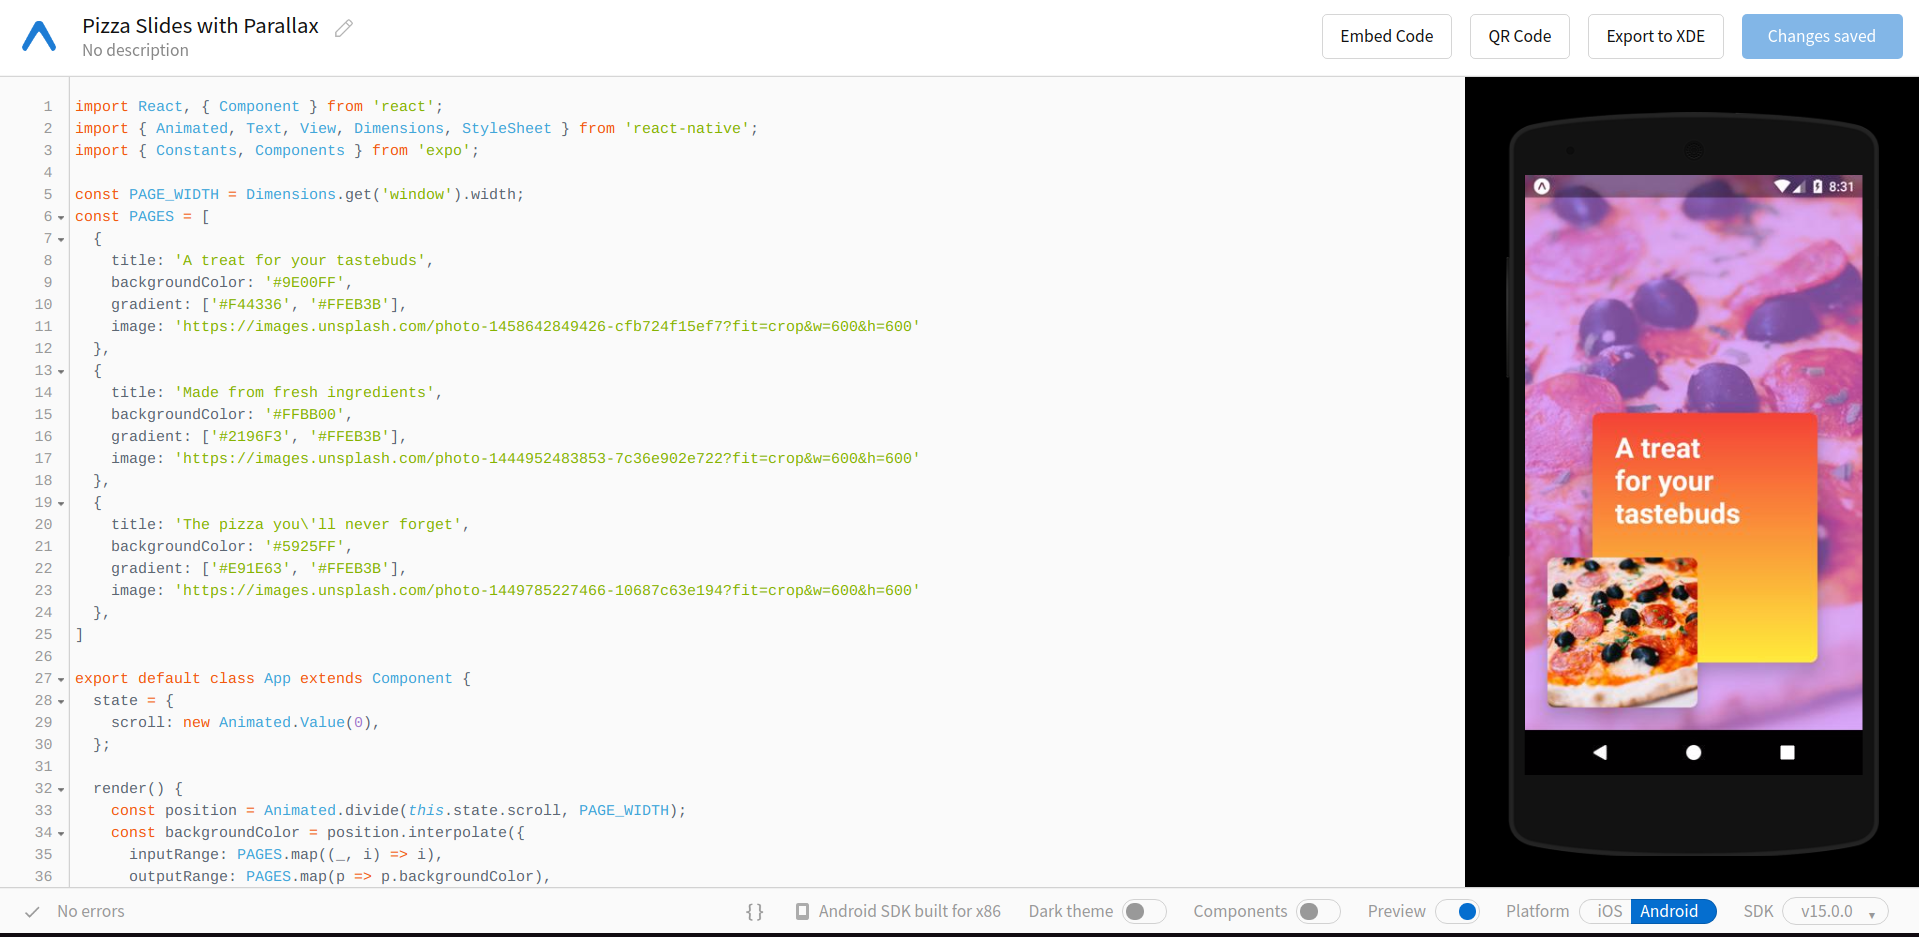 Pizza Slides with Parallax
No description
Embed Code
QR Code
Export to XDE
Changes saved
1 import React, { Component } from 'react';
2 import { Animated, Text, View, Dimensions, StyleSheet } from 'react-native';
3 import { Constants, Components } from 'expo';
4
5 const PAGE_WIDTH = Dimensions.get('window').width;
6 const PAGES = [
7   {
8     title: 'A treat for your tastebuds',
9     backgroundColor: '#9E00FF',
10     gradient: ['#F44336', '#FFEB3B'],
11     image: 'https://images.unsplash.com/photo-1458642849426-cfb724f15ef7?fit=crop&w=600&h=600'
12   },
13   {
14     title: 'Made from fresh ingredients',
15     backgroundColor: '#FFBB00',
16     gradient: ['#2196F3', '#FFEB3B'],
17     image: 'https://images.unsplash.com/photo-1444952483853-7c36e902e722?fit=crop&w=600&h=600'
18   },
19   {
20     title: 'The pizza you\'ll never forget',
21     backgroundColor: '#5925FF',
22     gradient: ['#E91E63', '#FFEB3B'],
23     image: 'https://images.unsplash.com/photo-1449785227466-10687c63e194?fit=crop&w=600&h=600'
24   },
25 ]
26
27 export default class App extends Component {
28   state = {
29     scroll: new Animated.Value(0),
30   };
31
32   render() {
33     const position = Animated.divide(this.state.scroll, PAGE_WIDTH);
34     const backgroundColor = position.interpolate({
35       inputRange: PAGES.map((_, i) => i),
36       outputRange: PAGES.map(p => p.backgroundColor),
8:31
A treat
for your
tastebuds
No errors
{}
Android SDK built for x86
Dark theme
Components
Preview
Platform
iOS
Android
SDK
v15.0.0